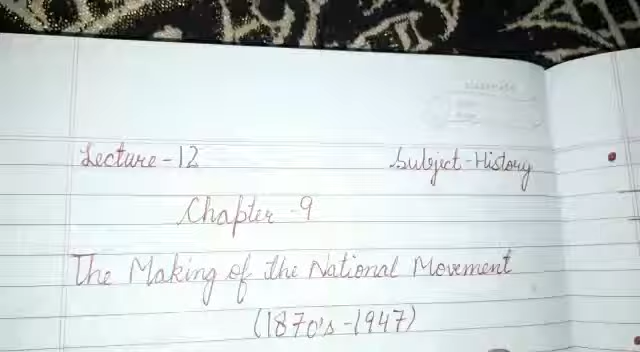 Lecture - 12 Subject - History
Chapter - 9
The Making of the National Movement
(1870's - 1947)